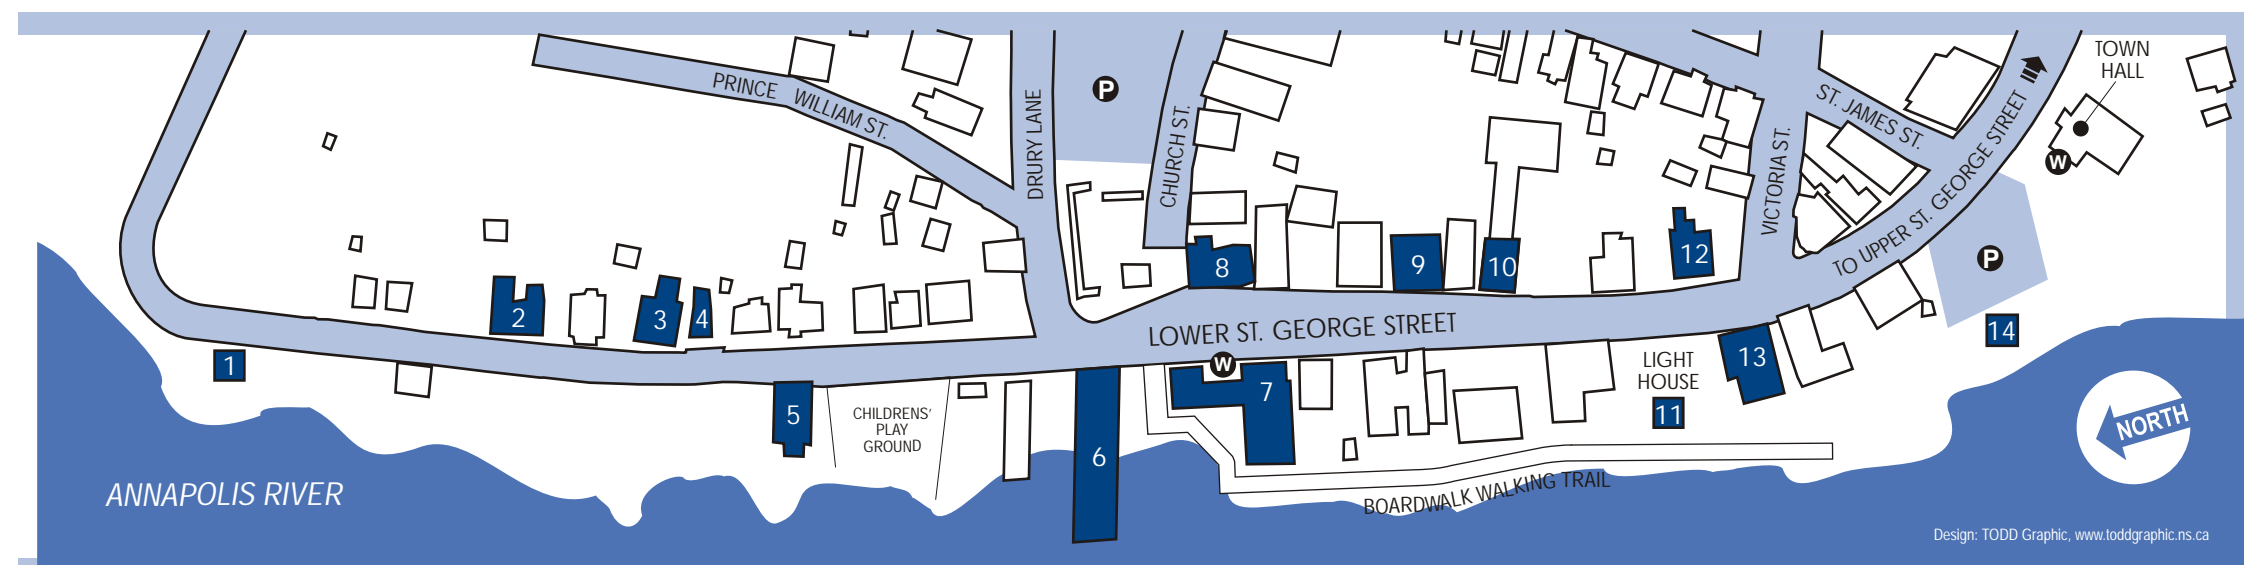 TOWN
HALL
PRINCE WILLIAM ST.
DRURY LANE
P
CHURCH ST.
VICTORIA ST.
ST. JAMES ST.
TO UPPER ST. GEORGE STREET
W
P
1
2
3
4
5
6
7
8
9
10
11
12
13
14
LOWER ST. GEORGE STREET
W
LIGHT
HOUSE
CHILDRENS'
PLAY
GROUND
BOARDWALK WALKING TRAIL
ANNAPOLIS RIVER
NORTH
Design: TODD Graphic, www.toddgraphic.ns.ca